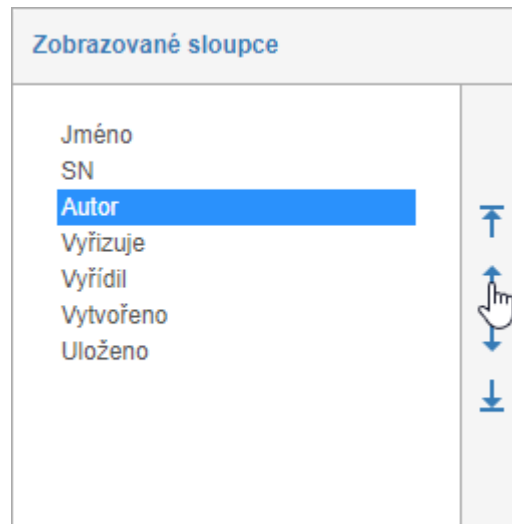 Zobrazované sloupce
Jméno
SN
Autor
Vyřizuje
Vyřídil
Vytvořeno
Uloženo